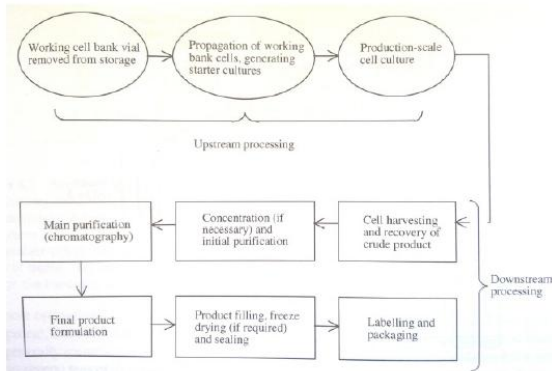 Working cell bank vial
removed from storage
Propagation of working
bank cells, generating
starter cultures
Production-scale
cell culture
Upstream processing
Main purification
(chromatography)
Concentration (if
necessary) and
initial purification
Cell harvesting
and recovery of
crude product
Downstream
processing
Final product
formulation
Product filling, freeze
drying (if required)
and sealing
Labelling and
packaging